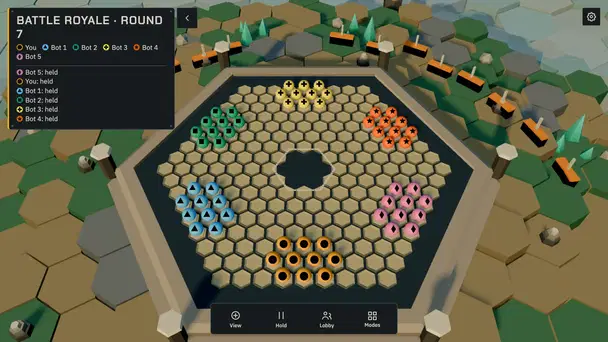 BATTLE ROYALE · ROUND
7
You Bot 1 Bot 2 Bot 3 Bot 4
Bot 5
Bot 5: held
You: held
Bot 1: held
Bot 2: held
Bot 3: held
Bot 4: held
View Hold Lobby Modes